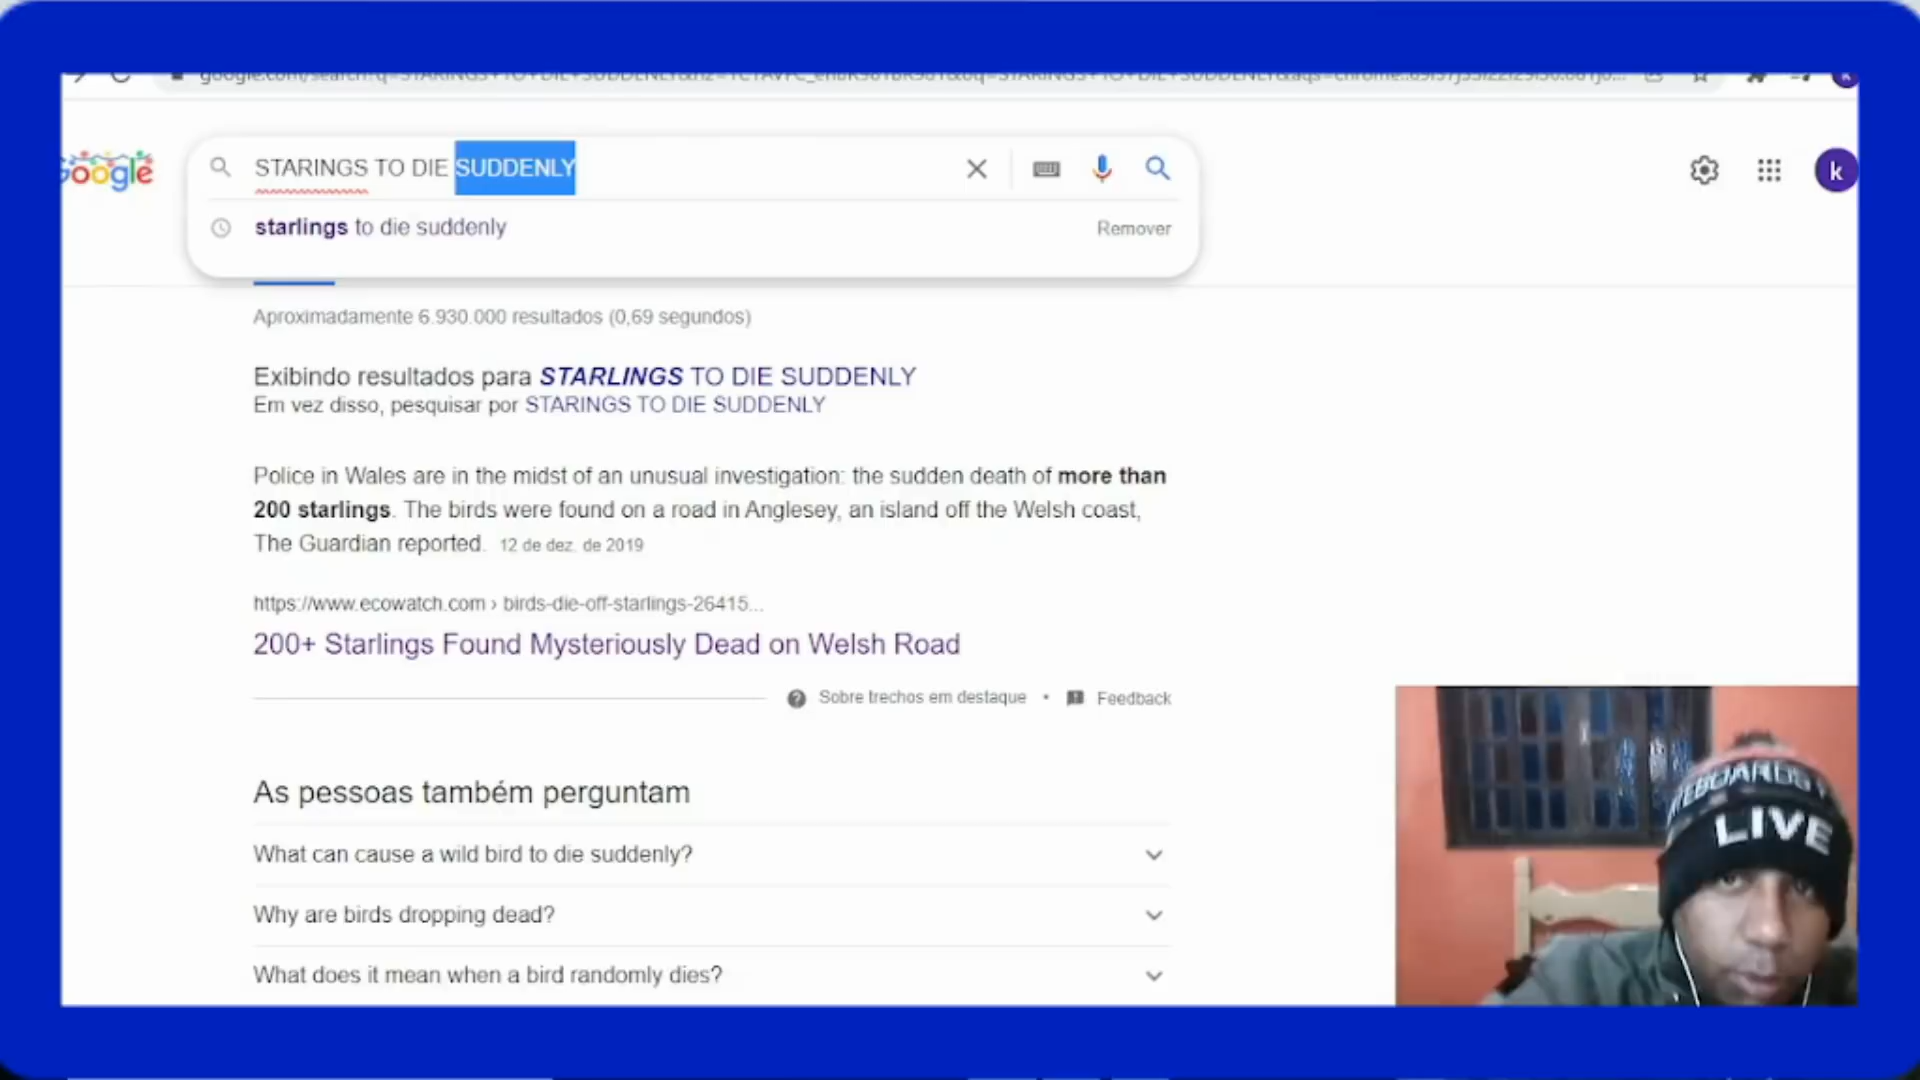 Google
STARINGS TO DIE SUDDENLY
starlings to die suddenly
Remover
k
Aproximadamente 6.930.000 resultados (0,69 segundos)
Exibindo resultados para STARLINGS TO DIE SUDDENLY
Em vez disso, pesquisar por STARINGS TO DIE SUDDENLY
Police in Wales are in the midst of an unusual investigation: the sudden death of more than
200 starlings. The birds were found on a road in Anglesey, an island off the Welsh coast,
The Guardian reported. 12 de dez. de 2019
https://www.ecowatch.com › birds-die-off-starlings-26415...
200+ Starlings Found Mysteriously Dead on Welsh Road
Sobre trechos em destaque • Feedback
As pessoas também perguntam
What can cause a wild bird to die suddenly?
Why are birds dropping dead?
What does it mean when a bird randomly dies?
LIVE